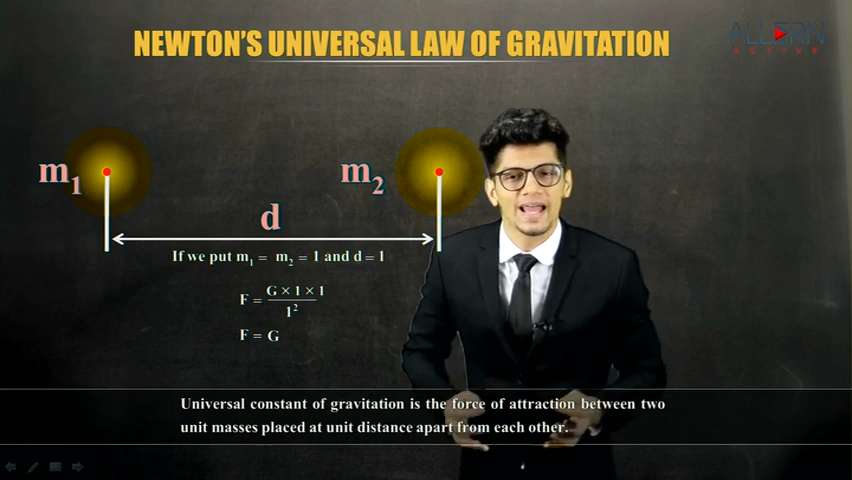 NEWTON'S UNIVERSAL LAW OF GRAVITATION
ALLERN
ACTIVE
m₁
m₂
d
If we put m₁ = m₂ = 1 and d = 1
F = G × 1 × 1 / 1²
F = G
Universal constant of gravitation is the force of attraction between two
unit masses placed at unit distance apart from each other.